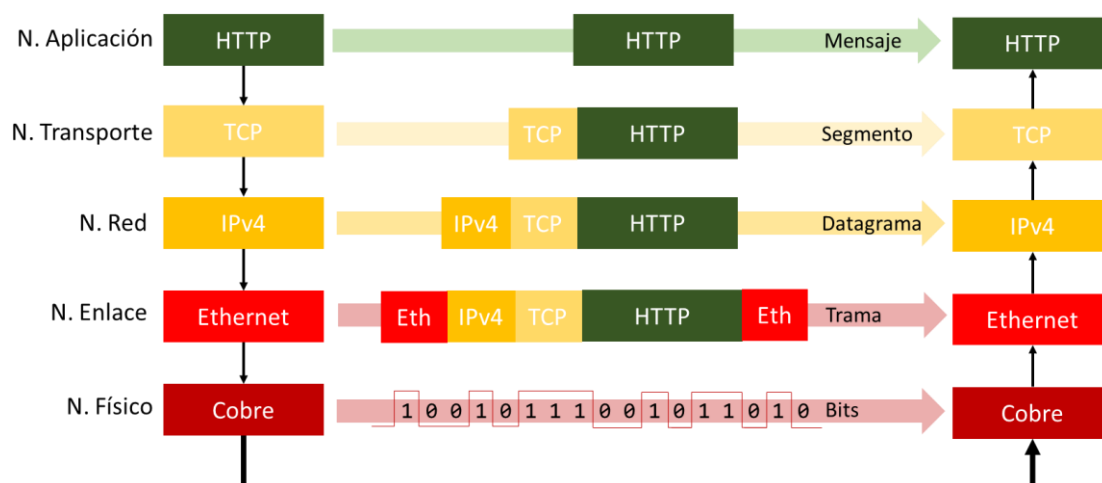 N. Aplicación HTTP HTTP Mensaje HTTP
N. Transporte TCP TCP HTTP Segmento TCP
N. Red IPv4 IPv4 TCP HTTP Datagrama IPv4
N. Enlace Ethernet Eth IPv4 TCP HTTP Eth Trama Ethernet
N. Físico Cobre 1 0 0 1 0 1 1 1 0 0 1 0 1 1 0 1 0 Bits Cobre